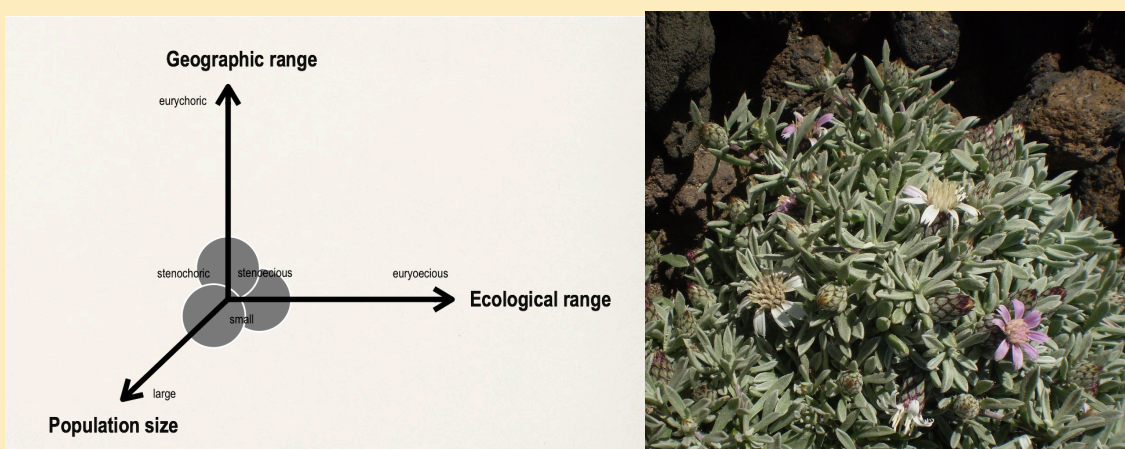 Geographic range
eurychoric
stenochoric
stenoecious
euryoecious
Ecological range
small
large
Population size